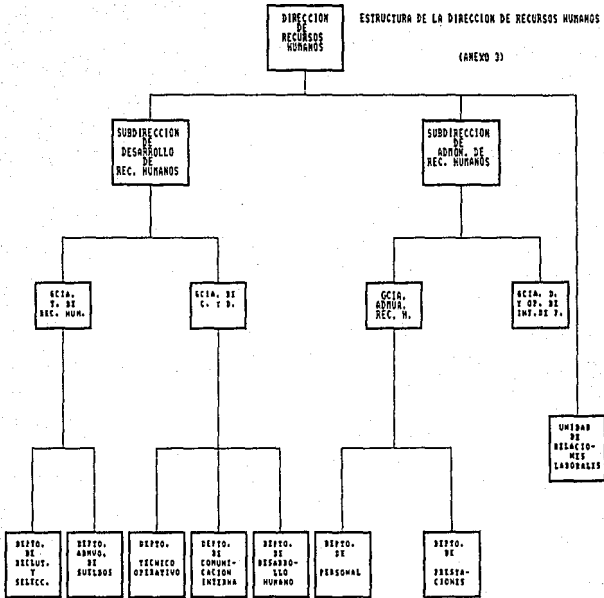 DIRECCION
DE
RECURSOS
HUMANOS
ESTRUCTURA DE LA DIRECCION DE RECURSOS HUMANOS
(ANEXO 3)
SUBDIRECCION
DE
DESARROLLO
DE
REC. HUMANOS
SUBDIRECCION
DE
ADMON. DE
REC. HUMANOS
GCIA.
T. DE
REC. HUM.
GCIA. DE
C. Y D.
GCIA.
ADMVA.
REC. H.
GCIA. D.
Y OP. DE
INF. DE P.
UNIDAD
DE
RELACIO-
NES
LABORALES
DEPTO.
DE
RECLUT.
Y
SELECC.
DEPTO.
ADMVO.
DE
SUELDOS
DEPTO.
TECNICO
OPERATIVO
DEPTO.
DE
COMUNI-
CACION
INTERNA
DEPTO.
DE
DESARRO-
LLO
HUMANO
DEPTO.
DE
PERSONAL
DEPTO.
DE
PRESTA-
CIONES